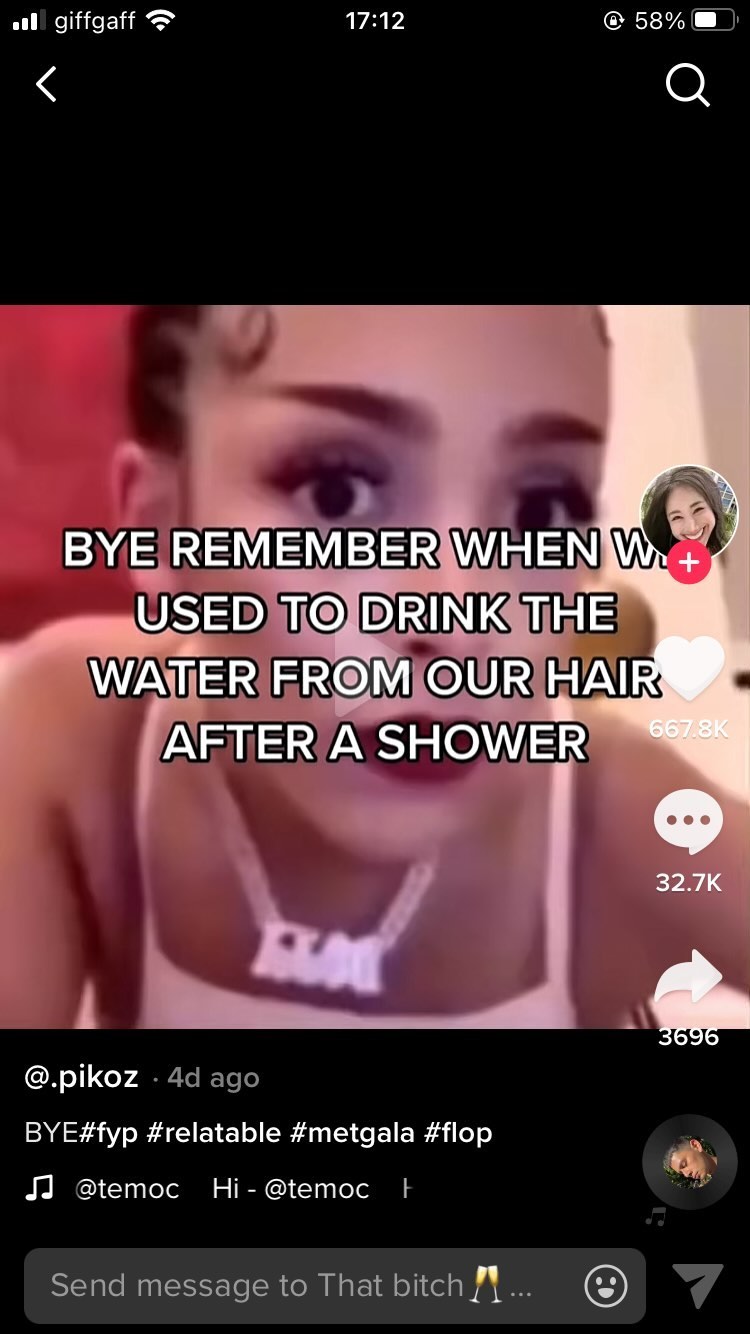 giffgaff
17:12
58%
BYE REMEMBER WHEN
USED TO DRINK THE
WATER FROM OUR HAIR
AFTER A SHOWER
667.8K
32.7K
3696
@.pikoz · 4d ago
BYE#fyp #relatable #metgala #flop
@temoc Hi - @temoc
Send message to That bitch🥂...